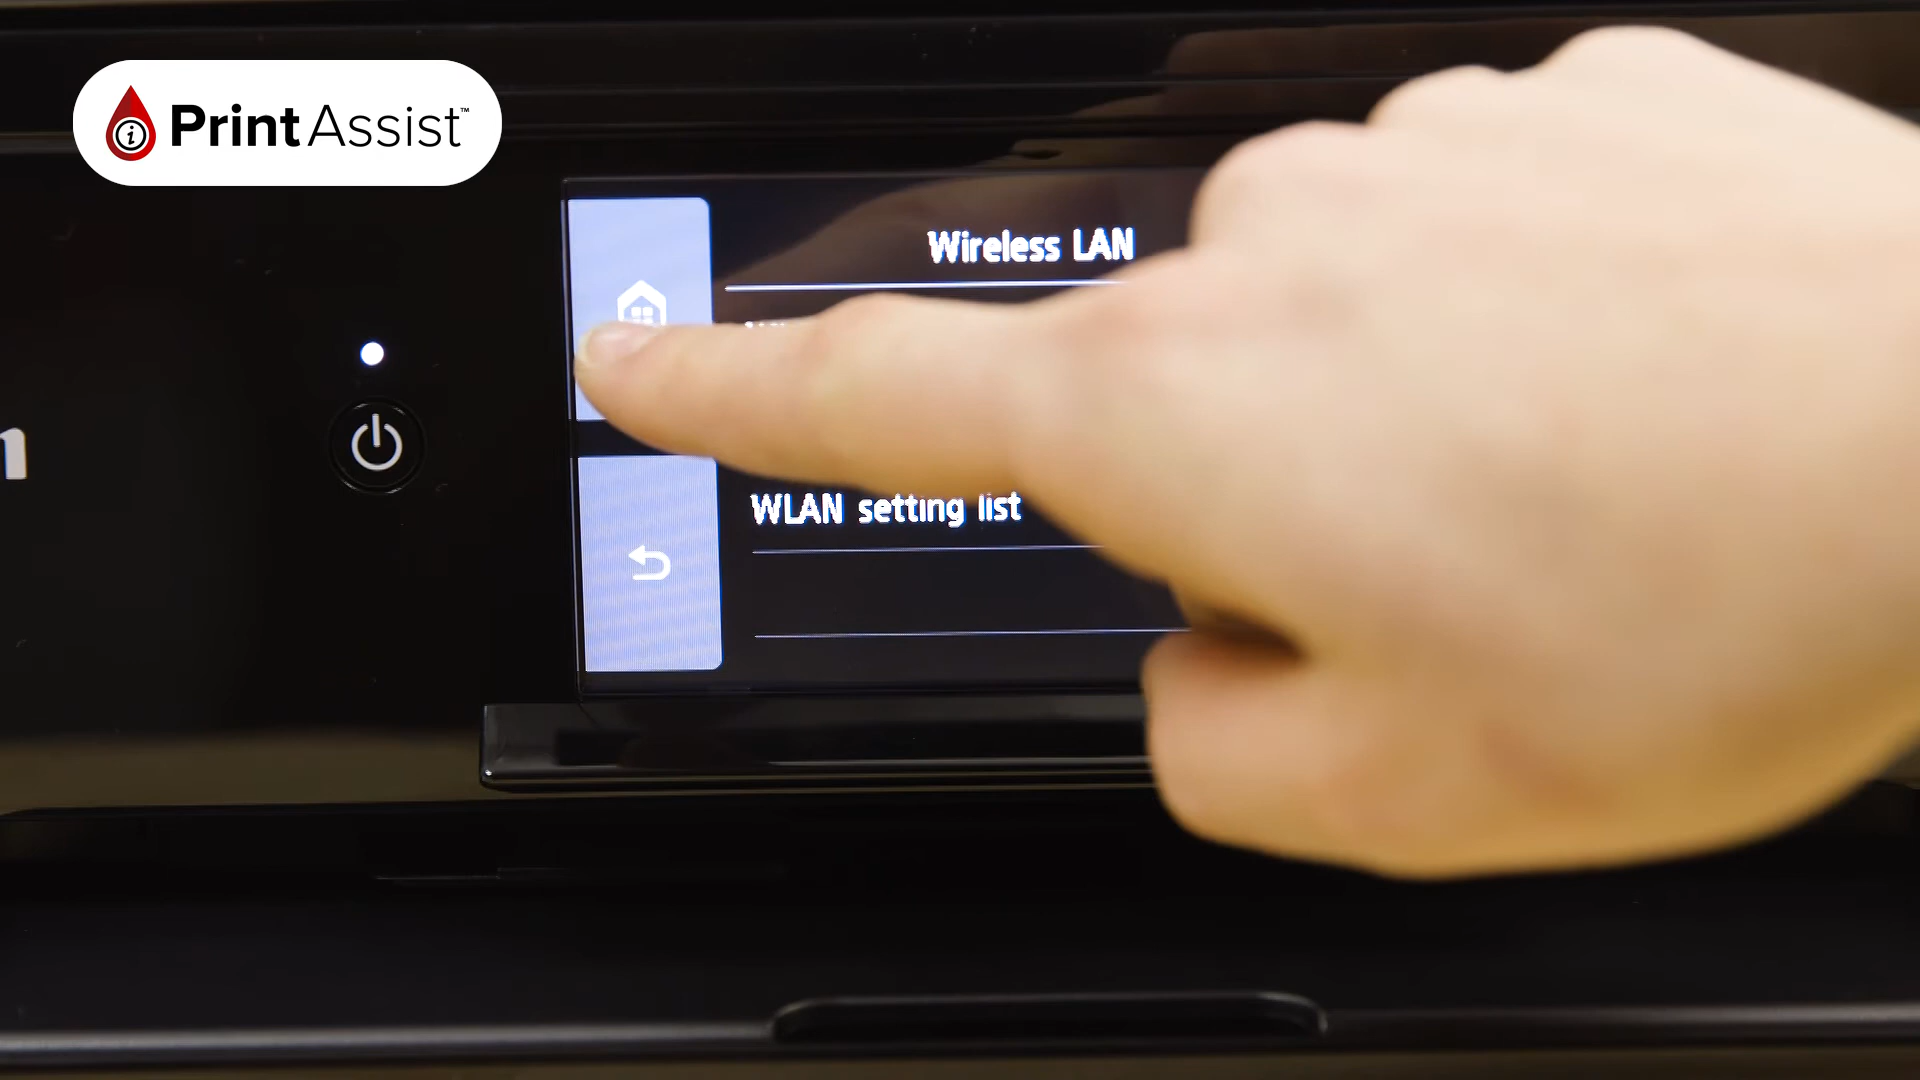 PrintAssist™
Wireless LAN
WLAN setting list
n